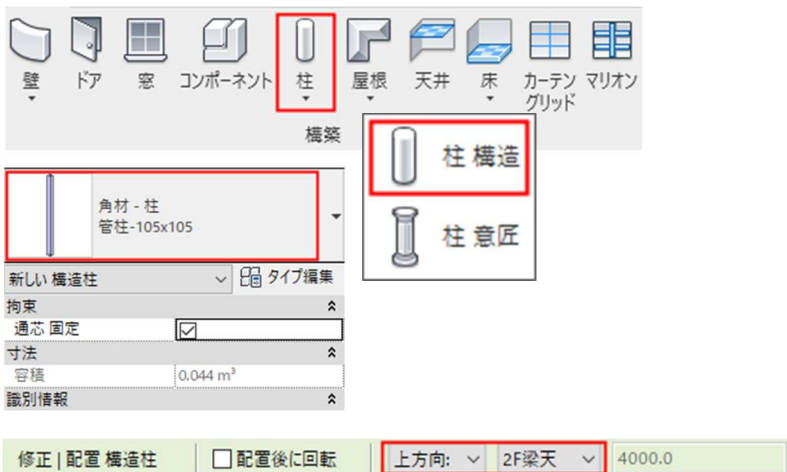 壁
ドア
窓
コンポーネント
柱
屋根
天井
床
カーテン
グリッド
マリオン
構築
柱 構造
柱 意匠
角材 - 柱
管柱-105x105
新しい 構造柱
タイプ編集
拘束
通芯 固定
寸法
容積
0.044 m³
識別情報
修正 | 配置 構造柱
配置後に回転
上方向:
2F梁天
4000.0